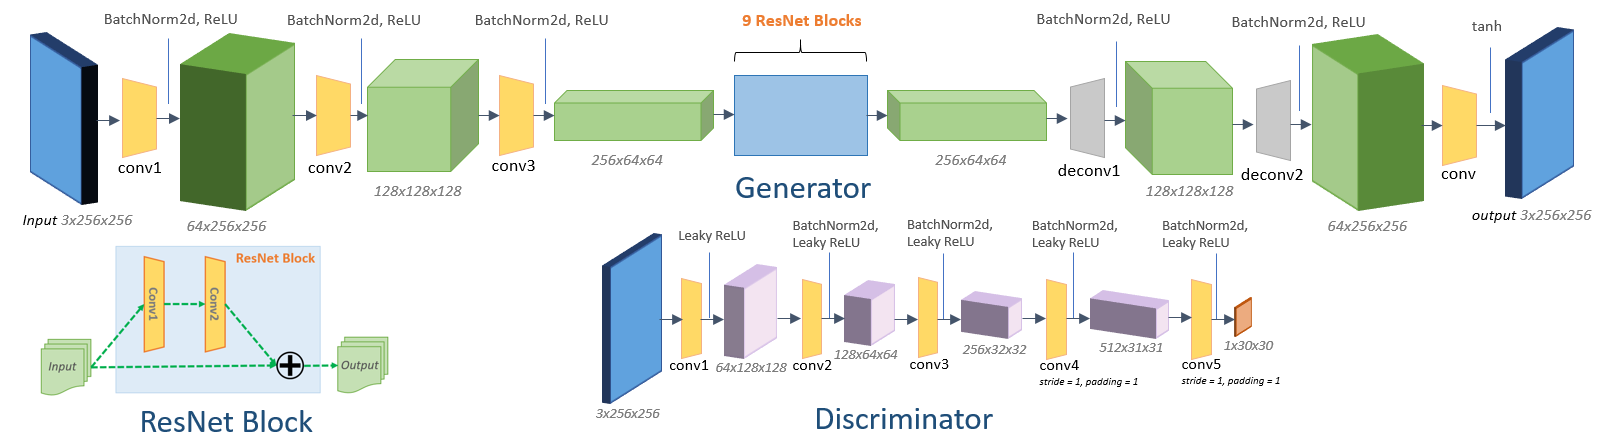 BatchNorm2d, ReLU
BatchNorm2d, ReLU
BatchNorm2d, ReLU
9 ResNet Blocks
BatchNorm2d, ReLU
BatchNorm2d, ReLU
tanh
conv1
conv2
conv3
deconv1
deconv2
conv
Input 3x256x256
64x256x256
128x128x128
256x64x64
256x64x64
128x128x128
64x256x256
output 3x256x256
Generator
ResNet Block
Conv1
Conv2
Input
Output
ResNet Block
Leaky ReLU
BatchNorm2d,
Leaky ReLU
BatchNorm2d,
Leaky ReLU
BatchNorm2d,
Leaky ReLU
BatchNorm2d,
Leaky ReLU
3x256x256
conv1
64x128x128
conv2
128x64x64
conv3
256x32x32
conv4
stride = 1, padding = 1
512x31x31
conv5
stride = 1, padding = 1
1x30x30
Discriminator